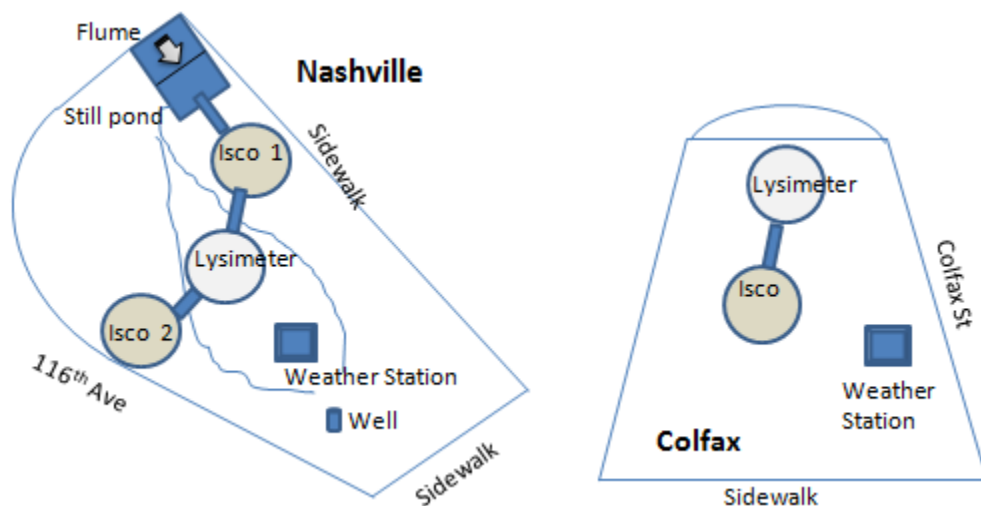 Flume
Nashville
Still pond
Isco 1
Sidewalk
Lysimeter
Isco 2
116th Ave
Weather Station
Well
Sidewalk
Lysimeter
Isco
Colfax St
Weather
Station
Colfax
Sidewalk